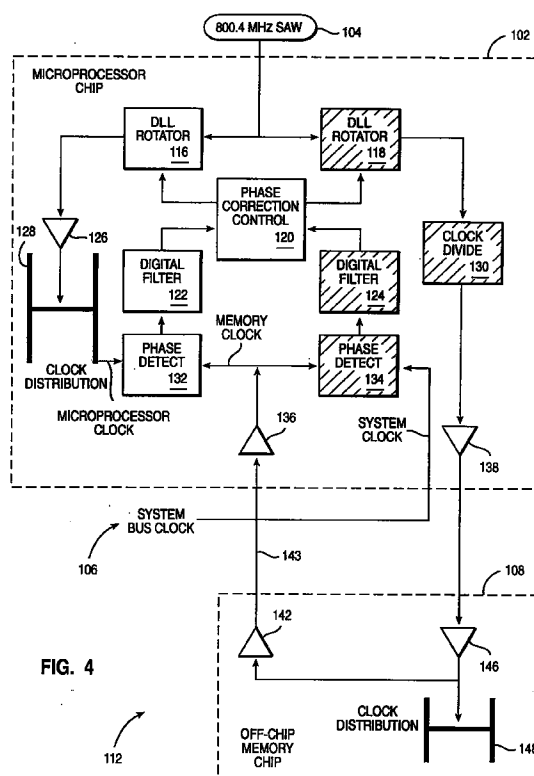 800.4 MHz SAW
104
102
MICROPROCESSOR
CHIP
DLL
ROTATOR
116
DLL
ROTATOR
118
PHASE
CORRECTION
CONTROL
120
128
126
CLOCK
DIVIDE
130
DIGITAL
FILTER
122
DIGITAL
FILTER
124
MEMORY
CLOCK
PHASE
DETECT
132
PHASE
DETECT
134
CLOCK
DISTRIBUTION
MICROPROCESSOR
CLOCK
136
SYSTEM
CLOCK
138
SYSTEM
BUS CLOCK
106
143
108
142
146
FIG. 4
CLOCK
DISTRIBUTION
148
112
OFF-CHIP
MEMORY
CHIP